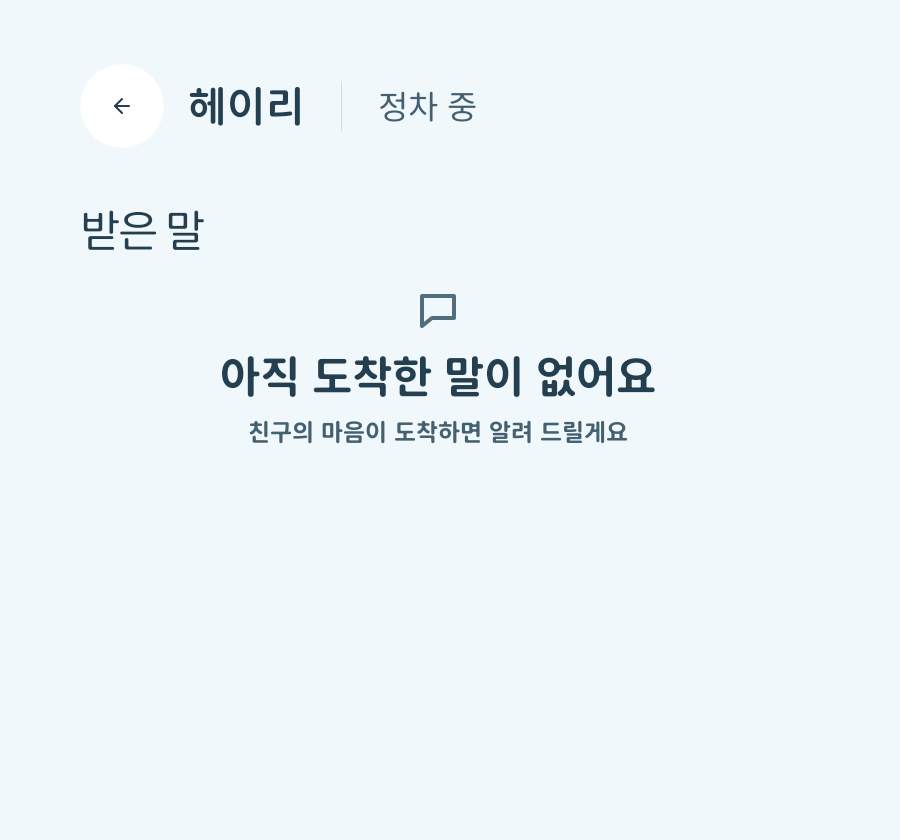 헤이리 정차 중
받은 말
아직 도착한 말이 없어요
친구의 마음이 도착하면 알려 드릴게요